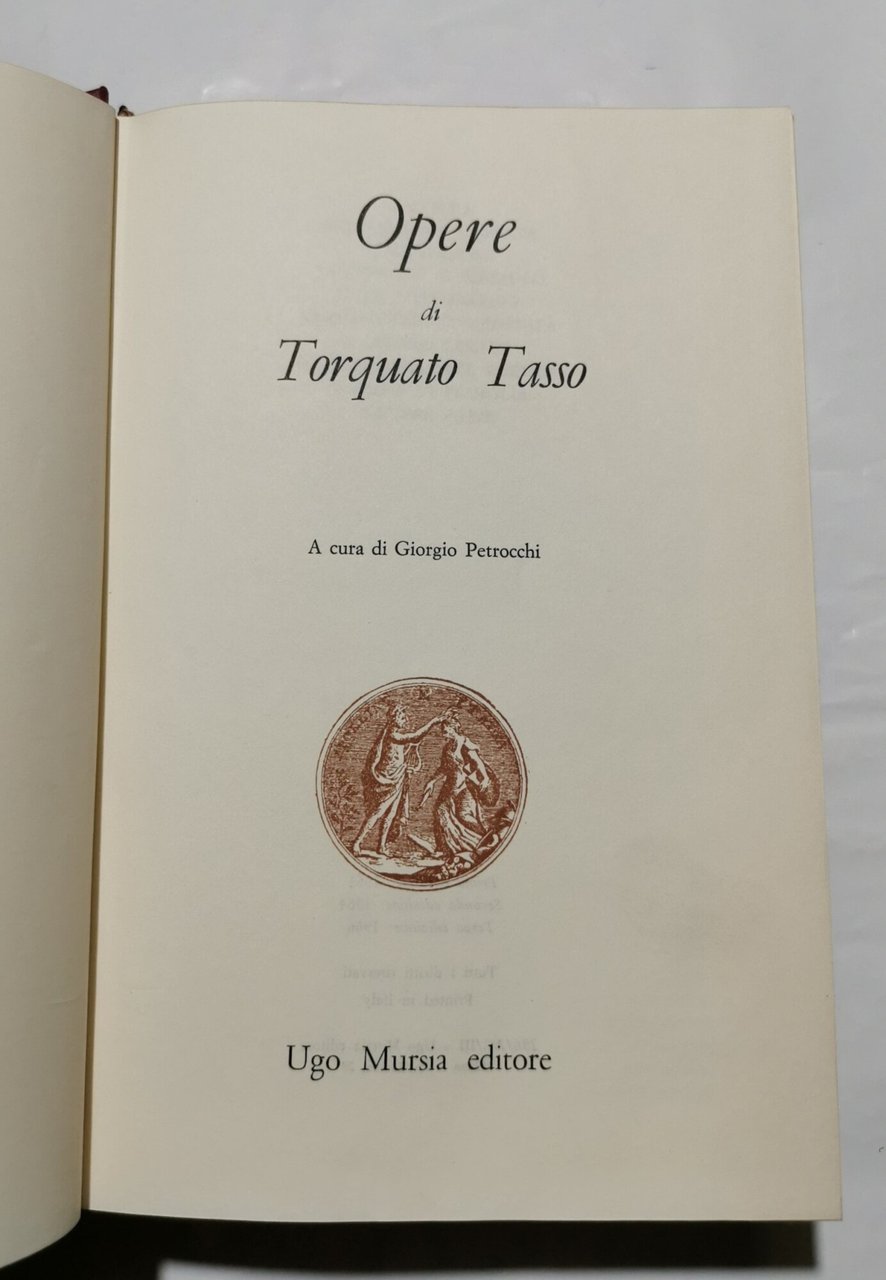 Opere
di
Torquato Tasso
A cura di Giorgio Petrocchi
Ugo Mursia editore